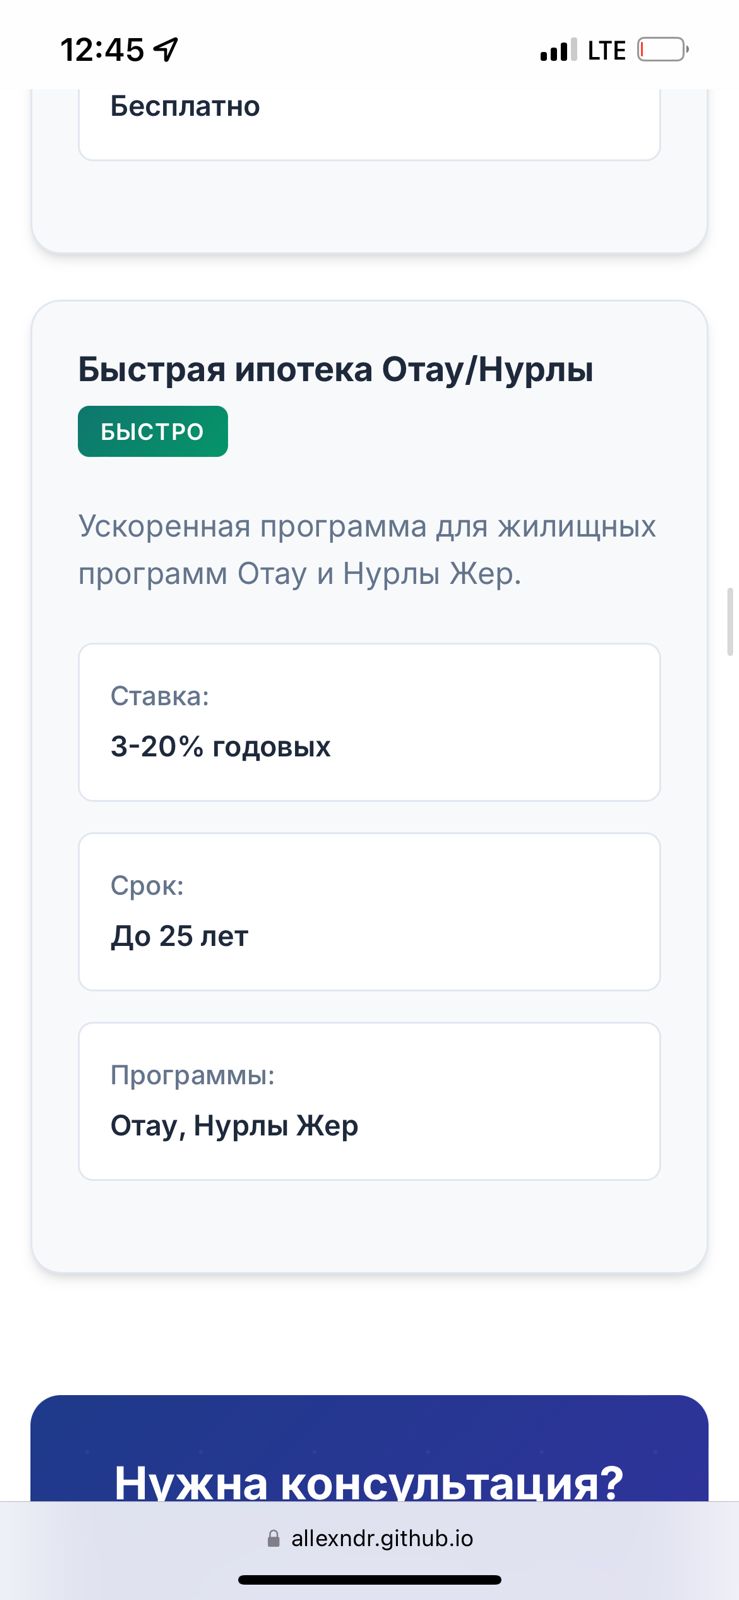 12:45
LTE
Бесплатно
Быстрая ипотека Отау/Нурлы
БЫСТРО
Ускоренная программа для жилищных
программ Отау и Нурлы Жер.
Ставка:
3-20% годовых
Срок:
До 25 лет
Программы:
Отау, Нурлы Жер
Нужна консультация?
allexndr.github.io